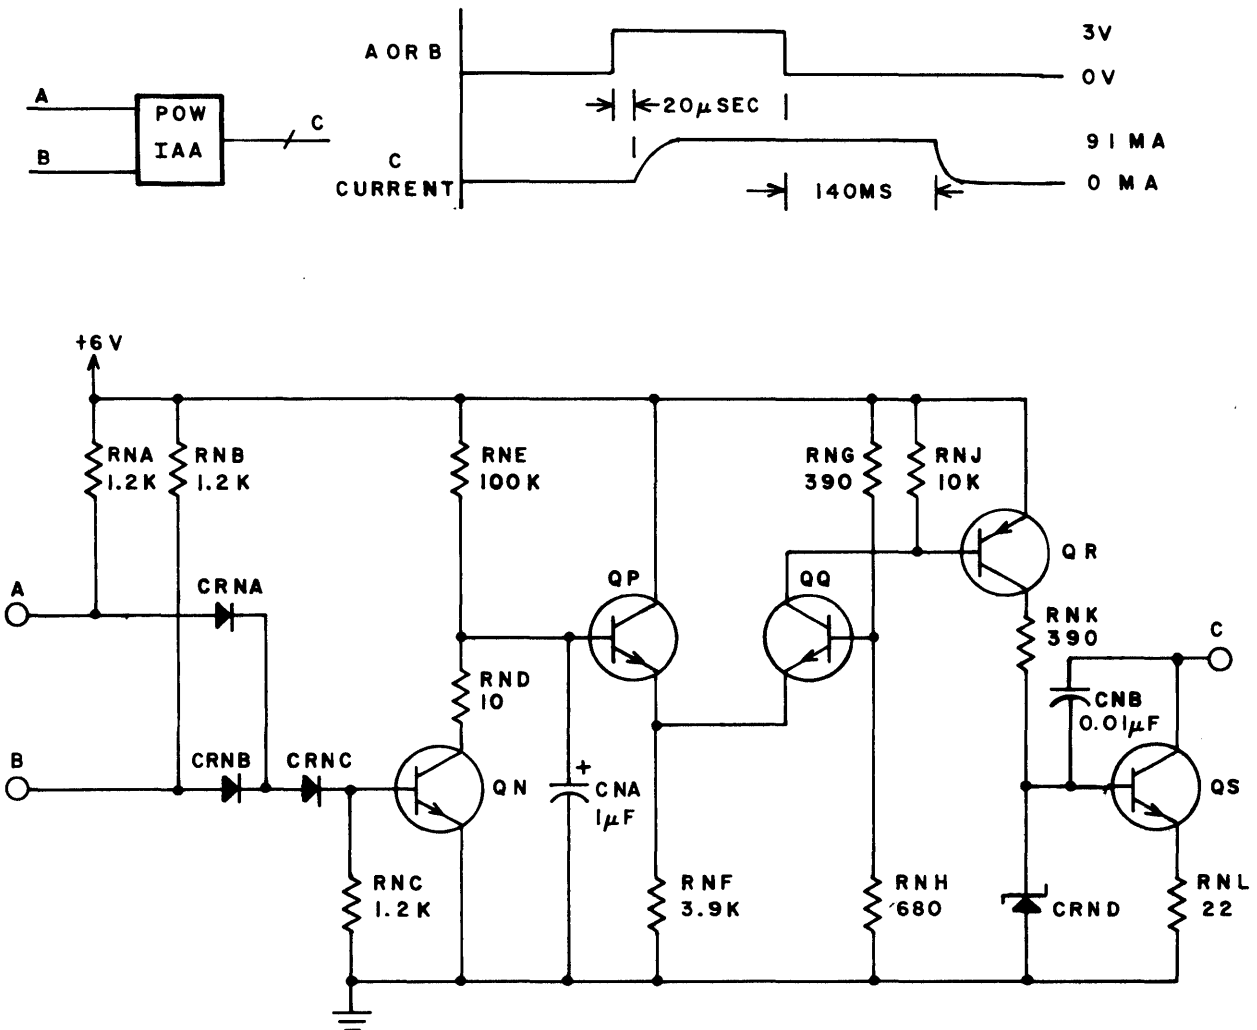 A OR B
3V
0V
A
B
POW
IAA
C
20μSEC
C
CURRENT
91MA
0 MA
140MS
+6V
RNA
1.2K
RNB
1.2K
RNE
100K
RNG
390
RNJ
10K
QR
A
CRNA
QP
QQ
RNK
390
C
RND
10
CNB
0.01μF
B
CRNB
CRNC
QN
+
CNA
1μF
QS
RNC
1.2K
RNF
3.9K
RNH
680
CRND
RNL
22